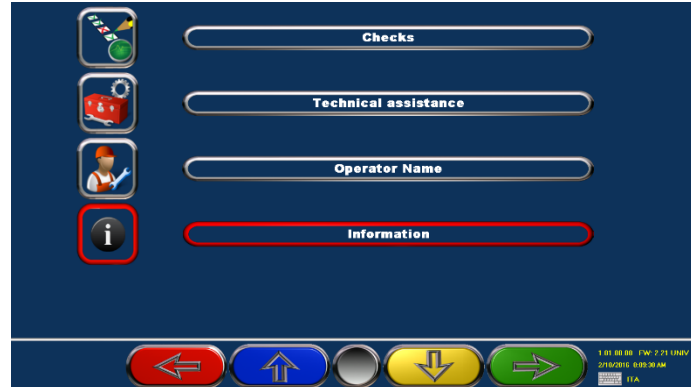 Checks
Technical assistance
Operator Name
Information
1.01.00.00 FW: 2.21 UNIV
2/10/2016 8:09:30 AM
ITA